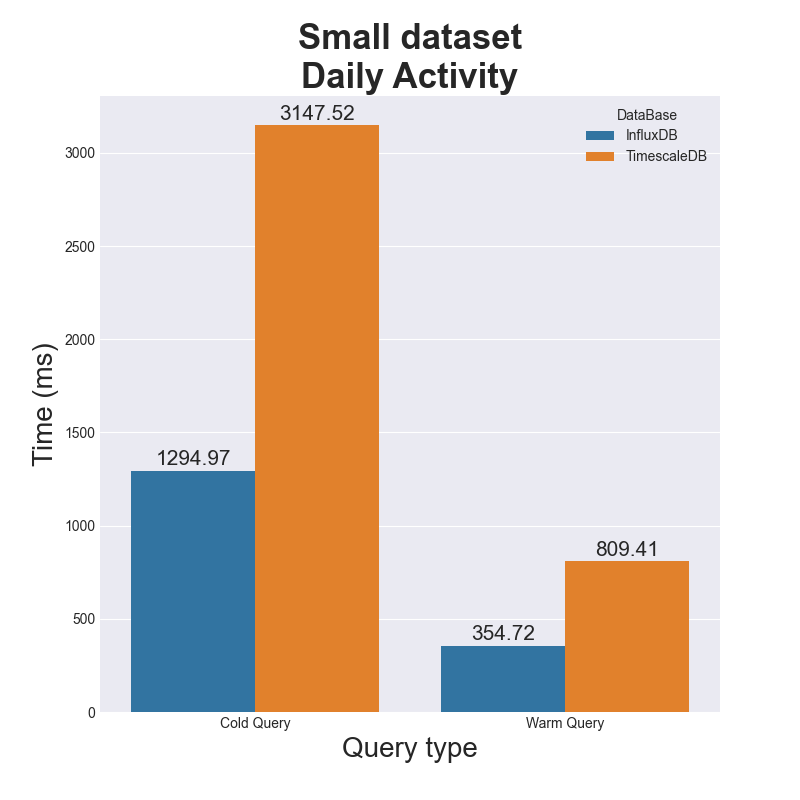 Small dataset
Daily Activity
3147.52
DataBase
InfluxDB
TimescaleDB
3000
2500
2000
1500
1000
500
0
Time (ms)
1294.97
809.41
354.72
Cold Query
Warm Query
Query type